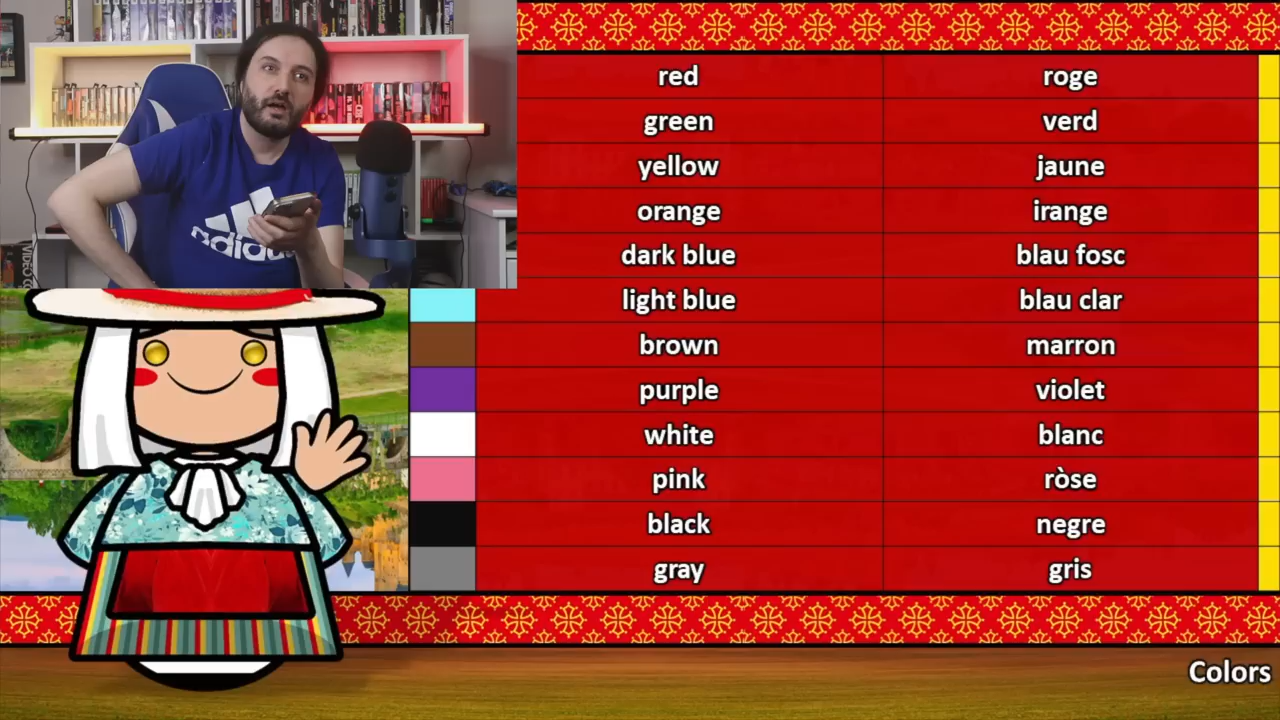 adidas
red roge
green verd
yellow jaune
orange irange
dark blue blau fosc
light blue blau clar
brown marron
purple violet
white blanc
pink ròse
black negre
gray gris
Colors